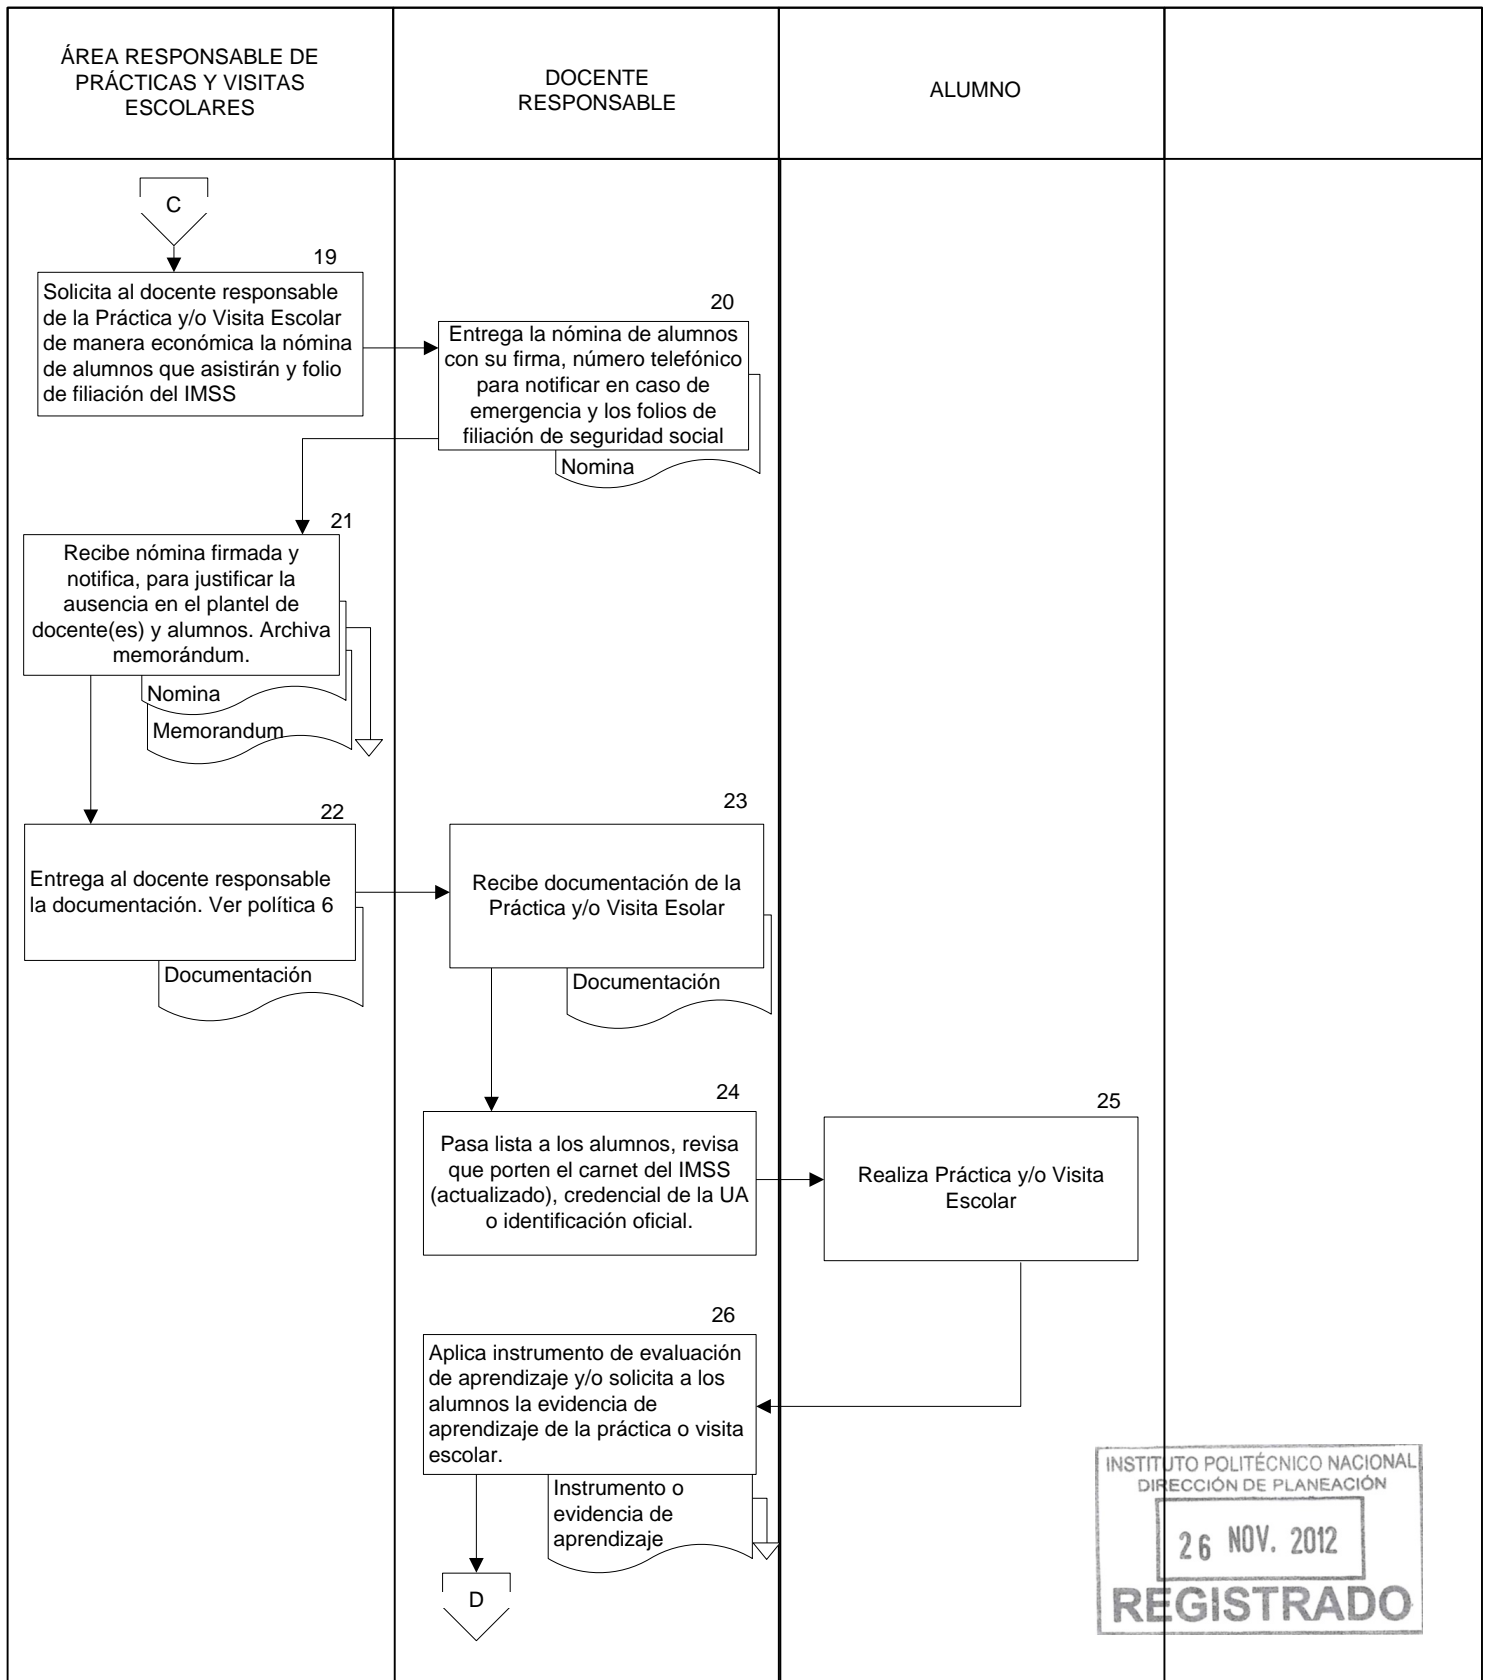 ÁREA RESPONSABLE DE
PRÁCTICAS Y VISITAS
ESCOLARES
DOCENTE
RESPONSABLE
ALUMNO
C
19
Solicita al docente responsable
de la Práctica y/o Visita Escolar
de manera económica la nómina
de alumnos que asistirán y folio
de filiación del IMSS
20
Entrega la nómina de alumnos
con su firma, número telefónico
para notificar en caso de
emergencia y los folios de
filiación de seguridad social
Nomina
21
Recibe nómina firmada y
notifica, para justificar la
ausencia en el plantel de
docente(es) y alumnos. Archiva
memorándum.
Nomina
Memorandum
22
Entrega al docente responsable
la documentación. Ver política 6
Documentación
23
Recibe documentación de la
Práctica y/o Visita Esolar
Documentación
24
Pasa lista a los alumnos, revisa
que porten el carnet del IMSS
(actualizado), credencial de la UA
o identificación oficial.
25
Realiza Práctica y/o Visita
Escolar
26
Aplica instrumento de evaluación
de aprendizaje y/o solicita a los
alumnos la evidencia de
aprendizaje de la práctica o visita
escolar.
Instrumento o
evidencia de
aprendizaje
D
INSTITUTO POLITÉCNICO NACIONAL
DIRECCIÓN DE PLANEACIÓN
26 NOV. 2012
REGISTRADO